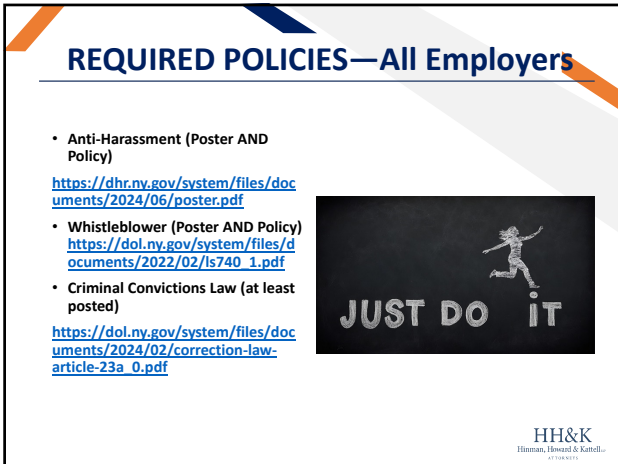 REQUIRED POLICIES—All Employers
• Anti-Harassment (Poster AND
Policy)
https://dhr.ny.gov/system/files/doc
uments/2024/06/poster.pdf
• Whistleblower (Poster AND Policy)
https://dol.ny.gov/system/files/d
ocuments/2022/02/ls740_1.pdf
• Criminal Convictions Law (at least
posted)
https://dol.ny.gov/system/files/doc
uments/2024/02/correction-law-
article-23a_0.pdf
JUST DO iT
HH&K
Hinman, Howard & Kattell LLP
ATTORNEYS